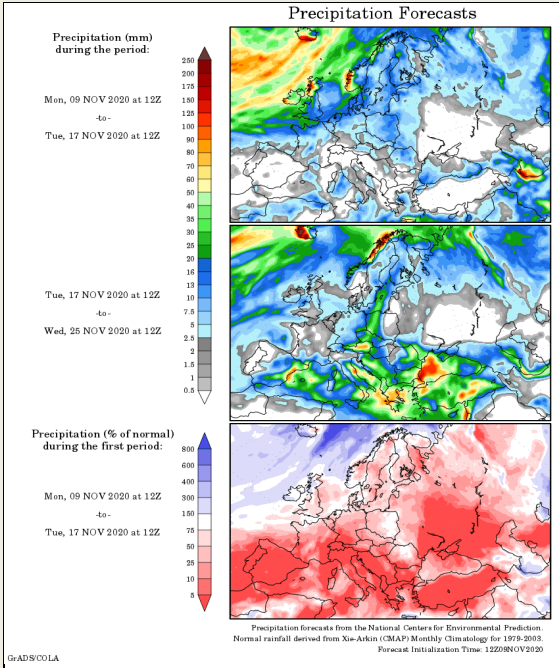 Precipitation Forecasts
Precipitation (mm)
during the period:
Mon, 09 NOV 2020 at 12Z
-to-
Tue, 17 NOV 2020 at 12Z
250
200
175
150
125
100
90
80
70
60
50
40
35
30
25
20
16
13
10
7.5
5
2.5
2
1.5
1
0.5
Tue, 17 NOV 2020 at 12Z
-to-
Wed, 25 NOV 2020 at 12Z
Precipitation (% of normal)
during the first period:
Mon, 09 NOV 2020 at 12Z
-to-
Tue, 17 NOV 2020 at 12Z
800
600
400
300
150
75
50
25
10
5
Precipitation forecasts from the National Centers for Environmental Prediction.
Normal rainfall derived from Xie-Arkin (CMAP) Monthly Climatology for 1979-2003.
Forecast Initialization Time: 12Z09NOV2020
GrADS/COLA